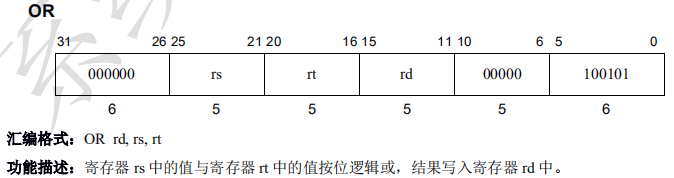 OR
31 26 25 21 20 16 15 11 10 6 5 0
000000 rs rt rd 00000 100101
6 5 5 5 5 6
汇编格式：OR rd, rs, rt
功能描述：寄存器 rs 中的值与寄存器 rt 中的值按位逻辑或，结果写入寄存器 rd 中。